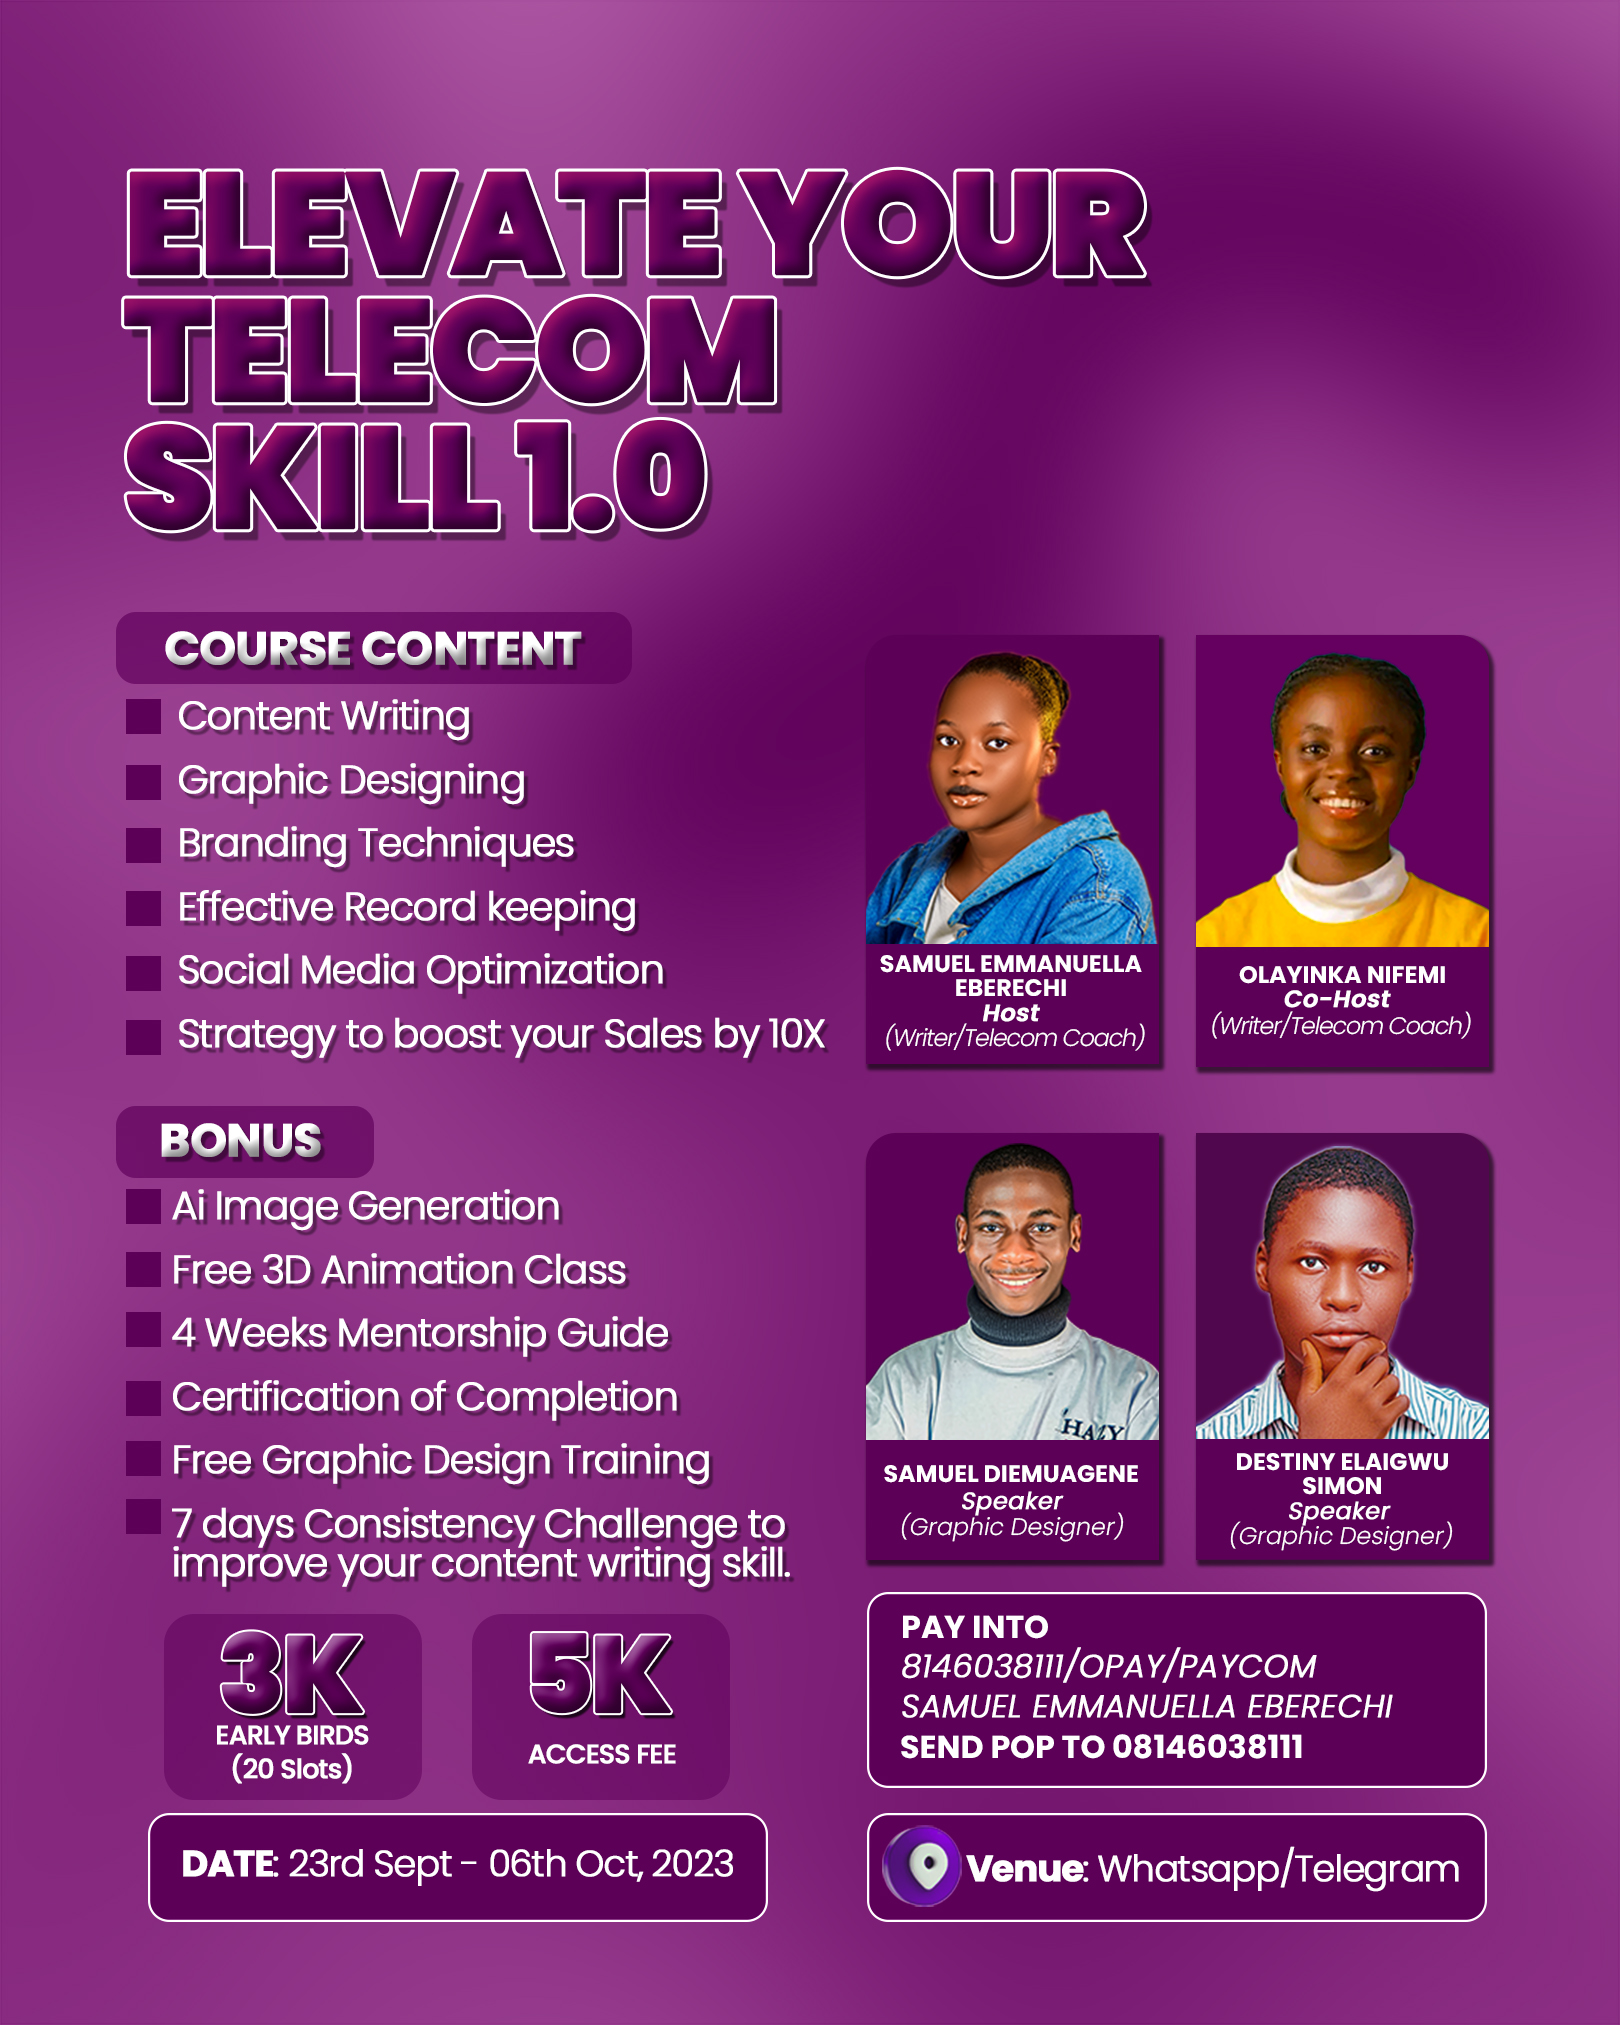 ELEVATE YOUR
TELECOM
SKILL 1.0
COURSE CONTENT
Content Writing
Graphic Designing
Branding Techniques
Effective Record keeping
Social Media Optimization
Strategy to boost your Sales by 10X
BONUS
Ai Image Generation
Free 3D Animation Class
4 Weeks Mentorship Guide
Certification of Completion
Free Graphic Design Training
7 days Consistency Challenge to
improve your content writing skill.
3K
EARLY BIRDS
(20 Slots)
5K
ACCESS FEE
DATE: 23rd Sept - 06th Oct, 2023
SAMUEL EMMANUELLA
EBERECHI
Host
(Writer/Telecom Coach)
OLAYINKA NIFEMI
Co-Host
(Writer/Telecom Coach)
SAMUEL DIEMUAGENE
Speaker
(Graphic Designer)
DESTINY ELAIGWU
SIMON
Speaker
(Graphic Designer)
PAY INTO
8146038111/OPAY/PAYCOM
SAMUEL EMMANUELLA EBERECHI
SEND POP TO 08146038111
Venue: Whatsapp/Telegram